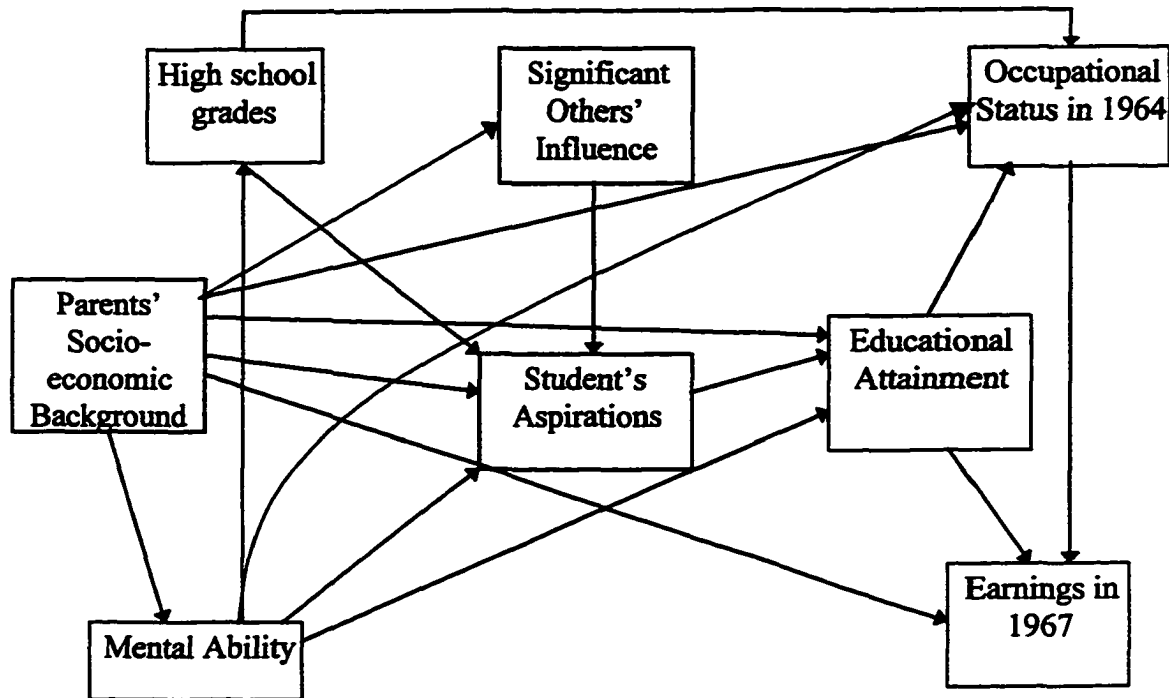 High school
grades
Significant
Others'
Influence
Occupational
Status in 1964
Parents'
Socio-
economic
Background
Student's
Aspirations
Educational
Attainment
Mental Ability
Earnings in
1967